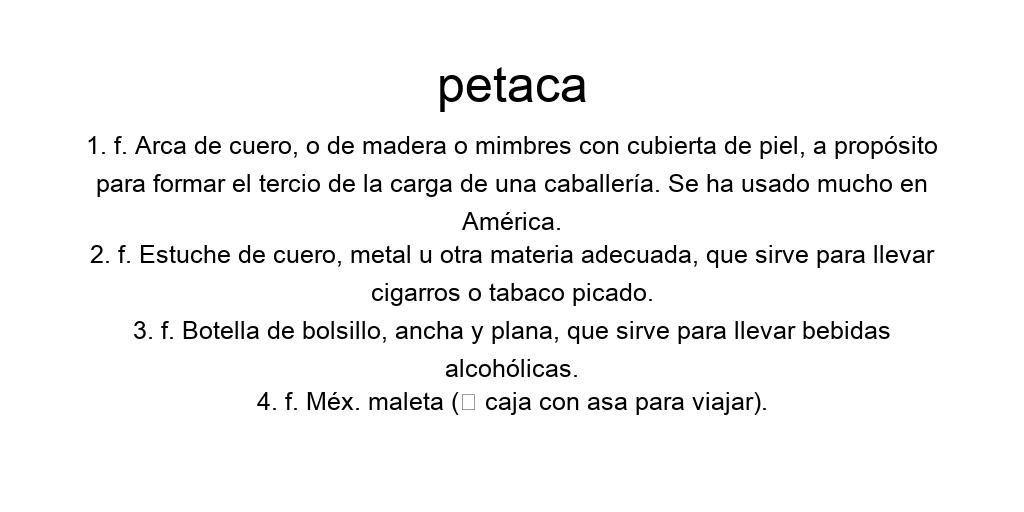 petaca
1. f. Arca de cuero, o de madera o mimbres con cubierta de piel, a propósito
para formar el tercio de la carga de una caballería. Se ha usado mucho en
América.
2. f. Estuche de cuero, metal u otra materia adecuada, que sirve para llevar
cigarros o tabaco picado.
3. f. Botella de bolsillo, ancha y plana, que sirve para llevar bebidas
alcohólicas.
4. f. Méx. maleta (□ caja con asa para viajar).